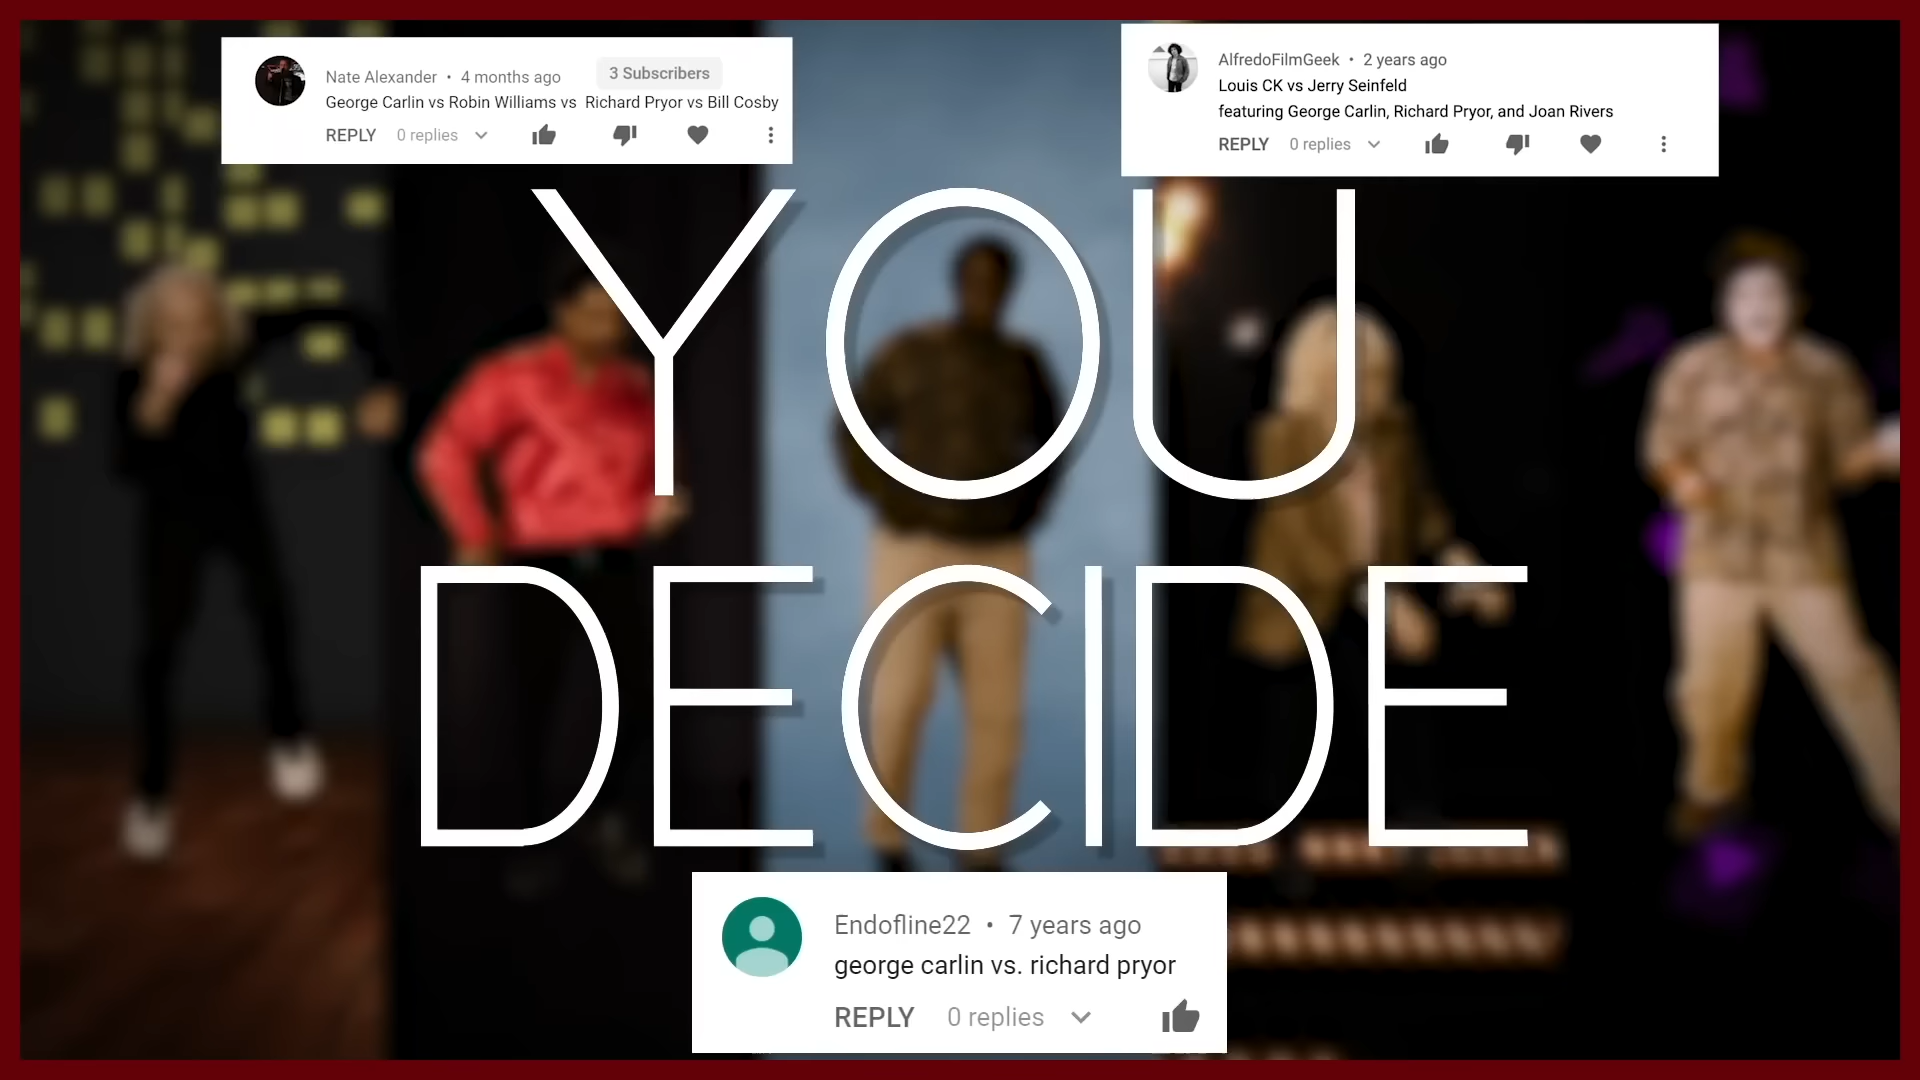 Nate Alexander • 4 months ago 3 Subscribers
George Carlin vs Robin Williams vs Richard Pryor vs Bill Cosby
REPLY 0 replies
AlfredoFilmGeek • 2 years ago
Louis CK vs Jerry Seinfeld
featuring George Carlin, Richard Pryor, and Joan Rivers
REPLY 0 replies
YOU
DECIDE
Endofline22 • 7 years ago
george carlin vs. richard pryor
REPLY 0 replies